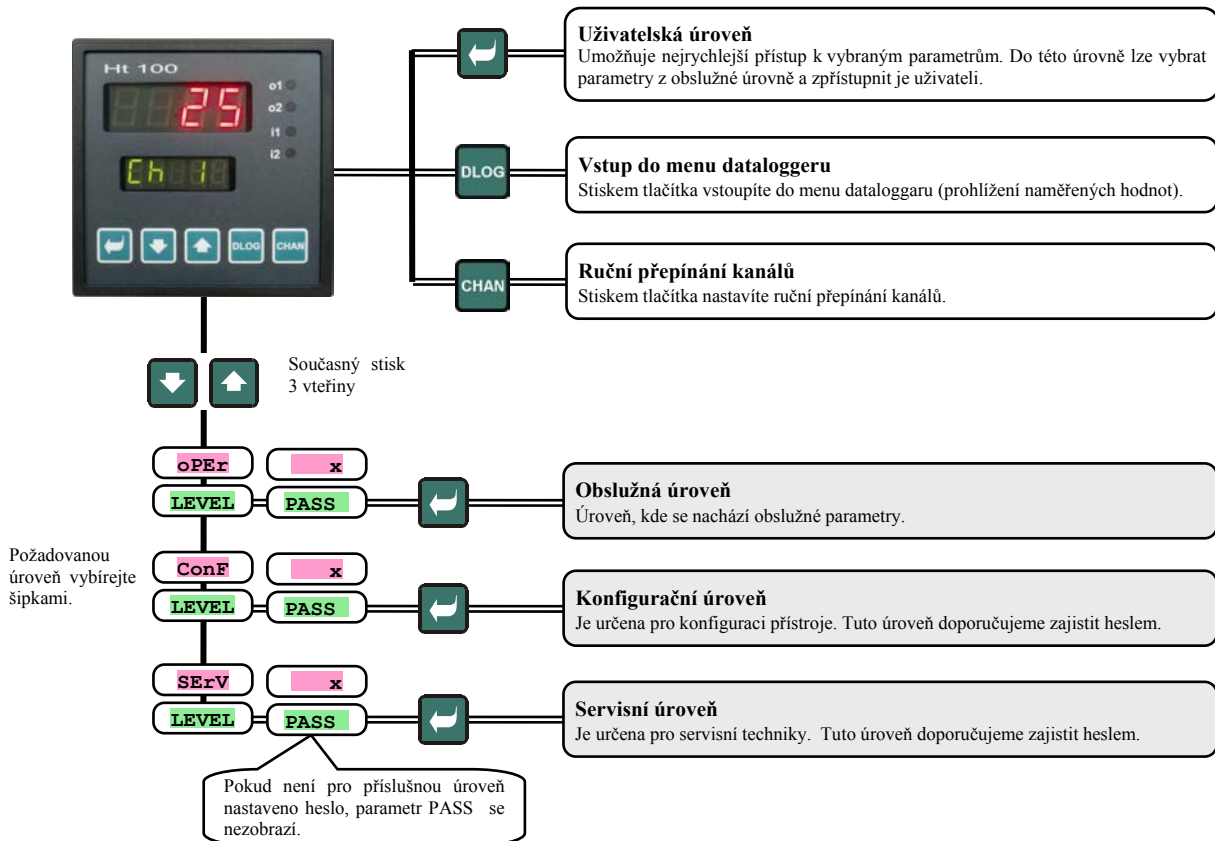 Ht 100
25
o1
o2
i1
i2
Ch 1
DLOG
CHAN
Uživatelská úroveň
Umožňuje nejrychlejší přístup k vybraným parametrům. Do této úrovně lze vybrat
parametry z obslužné úrovně a zpřístupnit je uživateli.
DLOG
Vstup do menu dataloggeru
Stiskem tlačítka vstoupíte do menu dataloggaru (prohlížení naměřených hodnot).
CHAN
Ruční přepínání kanálů
Stiskem tlačítka nastavíte ruční přepínání kanálů.
Současný stisk
3 vteřiny
oPEr x
LEVEL PASS
Obslužná úroveň
Úroveň, kde se nachází obslužné parametry.
Požadovanou
úroveň vybírejte
šipkami.
ConF x
LEVEL PASS
Konfigurační úroveň
Je určena pro konfiguraci přístroje. Tuto úroveň doporučujeme zajistit heslem.
SErV x
LEVEL PASS
Servisní úroveň
Je určena pro servisní techniky. Tuto úroveň doporučujeme zajistit heslem.
Pokud není pro příslušnou úroveň
nastaveno heslo, parametr PASS se
nezobrazí.